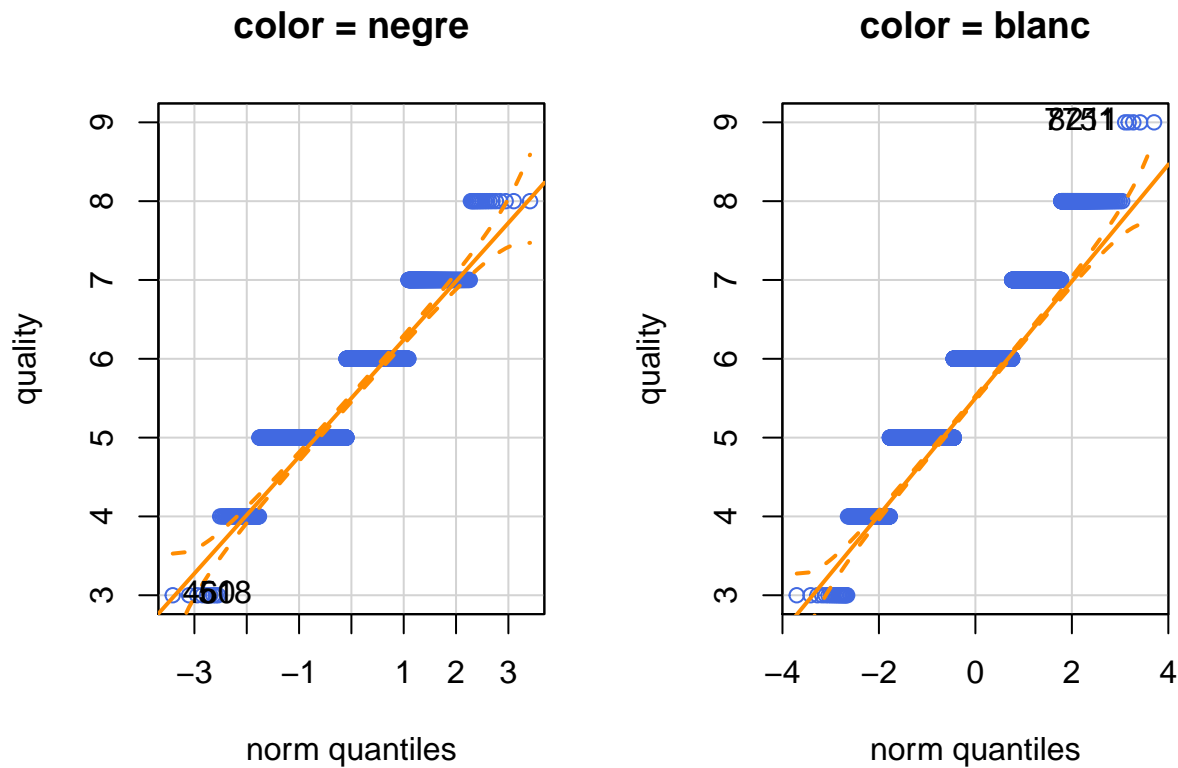 color = negre
color = blanc
quality
3 4 5 6 7 8 9
−3 −1 1 2 3
norm quantiles
quality
3 4 5 6 7 8 9
−4 −2 0 2 4
norm quantiles